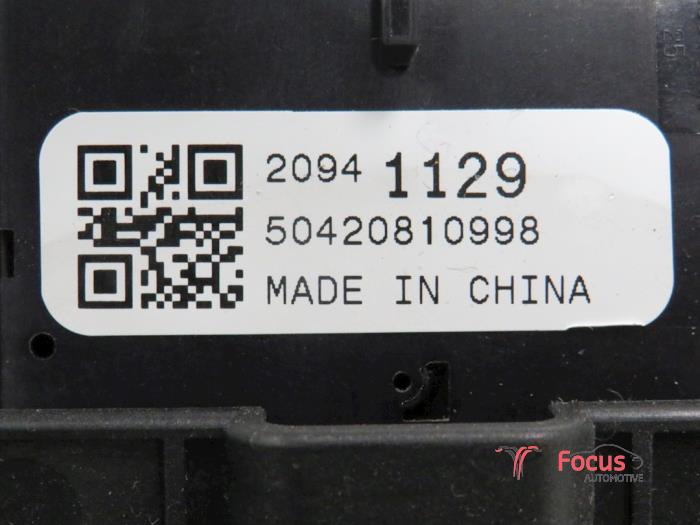 2094 1129
50420810998
MADE IN CHINA
Focus
AUTOMOTIVE